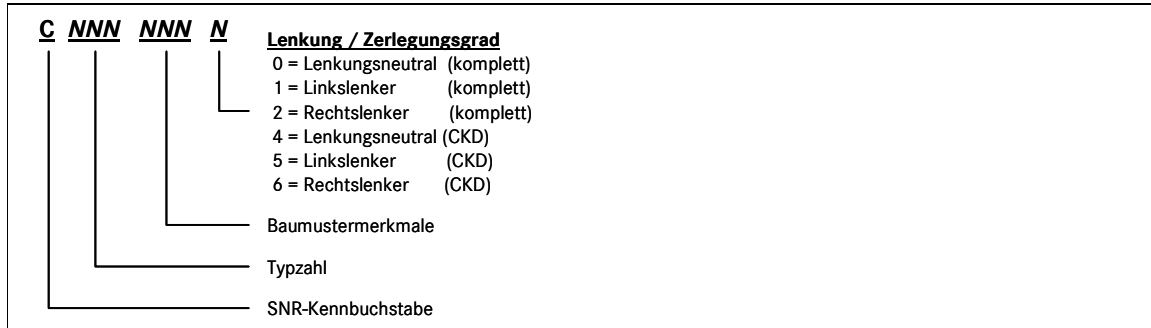 C NNN NNN N
Lenkung / Zerlegungsgrad
0 = Lenkungsneutral (komplett)
1 = Linkslenker (komplett)
2 = Rechtslenker (komplett)
4 = Lenkungsneutral (CKD)
5 = Linkslenker (CKD)
6 = Rechtslenker (CKD)
Baumustermerkmale
Typzahl
SNR-Kennbuchstabe